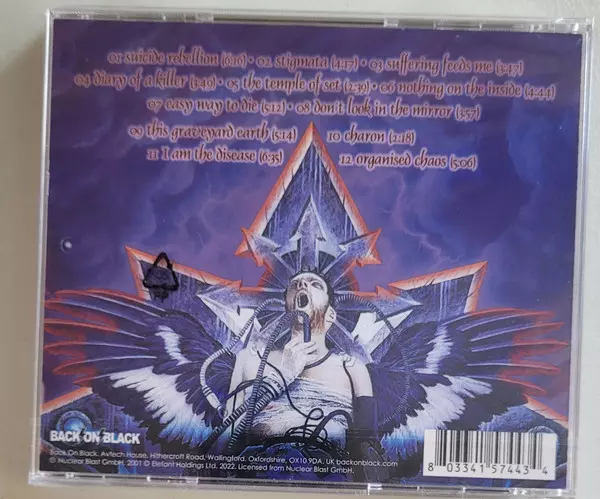 01 suicide rebellion (6:20) • 02 stigmata (4:17) • 03 suffering feeds me (3:47)
04 diary of a killer (3:49) • 05 the temple of set (2:39) • 06 nothing on the inside (4:44)
07 easy way to die (5:12) • 08 don't look in the mirror (3:57)
09 this graveyard earth (5:14) 10 charon (2:18)
11 I am the disease (6:35) 12 organised chaos (5:06)
BACK ON BLACK
Back On Black, Avtech House, Hithercroft Road, Wallingford, Oxfordshire, OX10 9DA. UK backonblack.com
℗ Nuclear Blast GmbH. 2001 © Elefant Holdings Ltd. 2022. Licensed from Nuclear Blast GmbH.
8 03341 57443 4